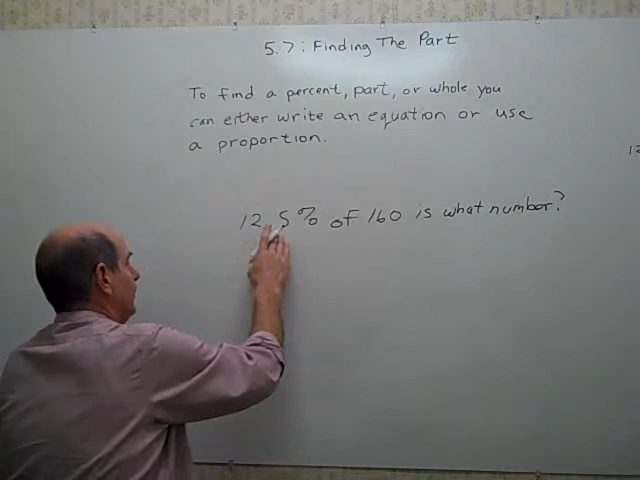 5.7: Finding The Part
To find a percent, part, or whole you
can either write an equation or use
a proportion.
12.5% of 160 is what number?
12